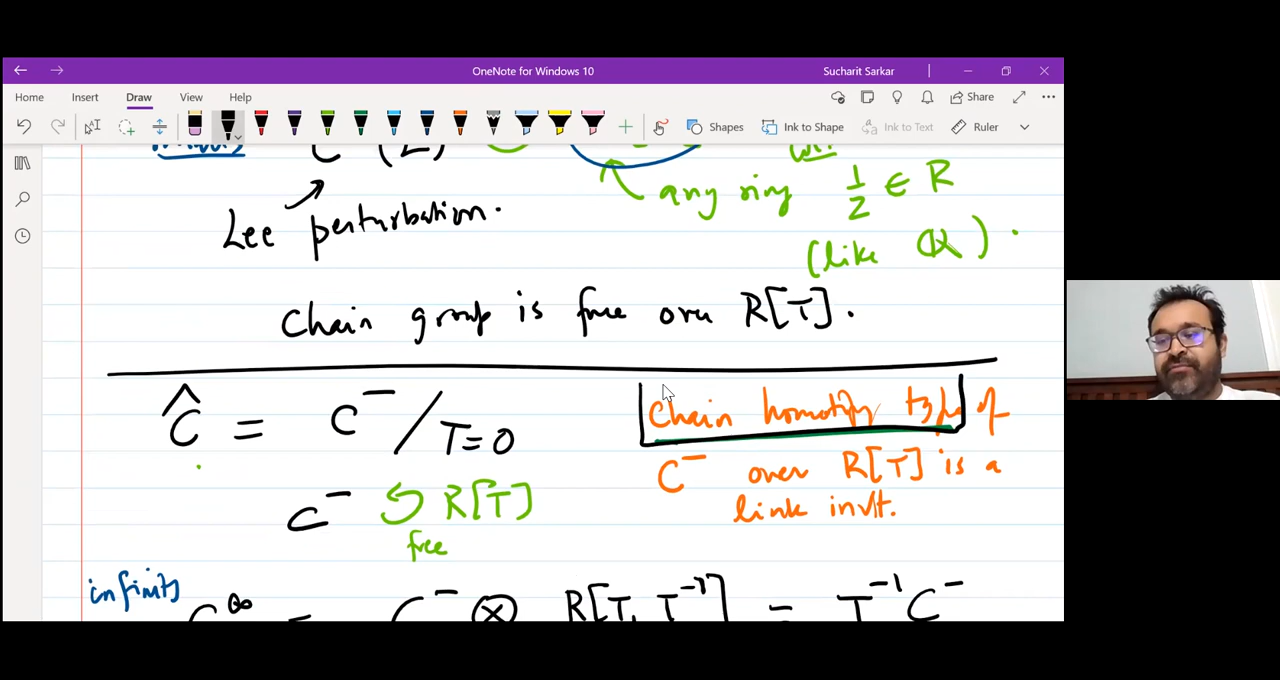 OneNote for Windows 10
Sucharit Sarkar
Home Insert Draw View Help
Share
Shapes Ink to Shape Ink to Text Ruler
C⁻ (L)
any ring 1/2 ∈ R
Lee perturbation.
(like Q).
Chain group is free over R[T].
Ĉ = C⁻ / T=0
Chain homotopy type of
C⁻ over R[T] is a
link invt.
C⁻ R[T]
free
infinity
C^∞ = C⁻ ⊗ R[T, T⁻¹] = T⁻¹ C⁻